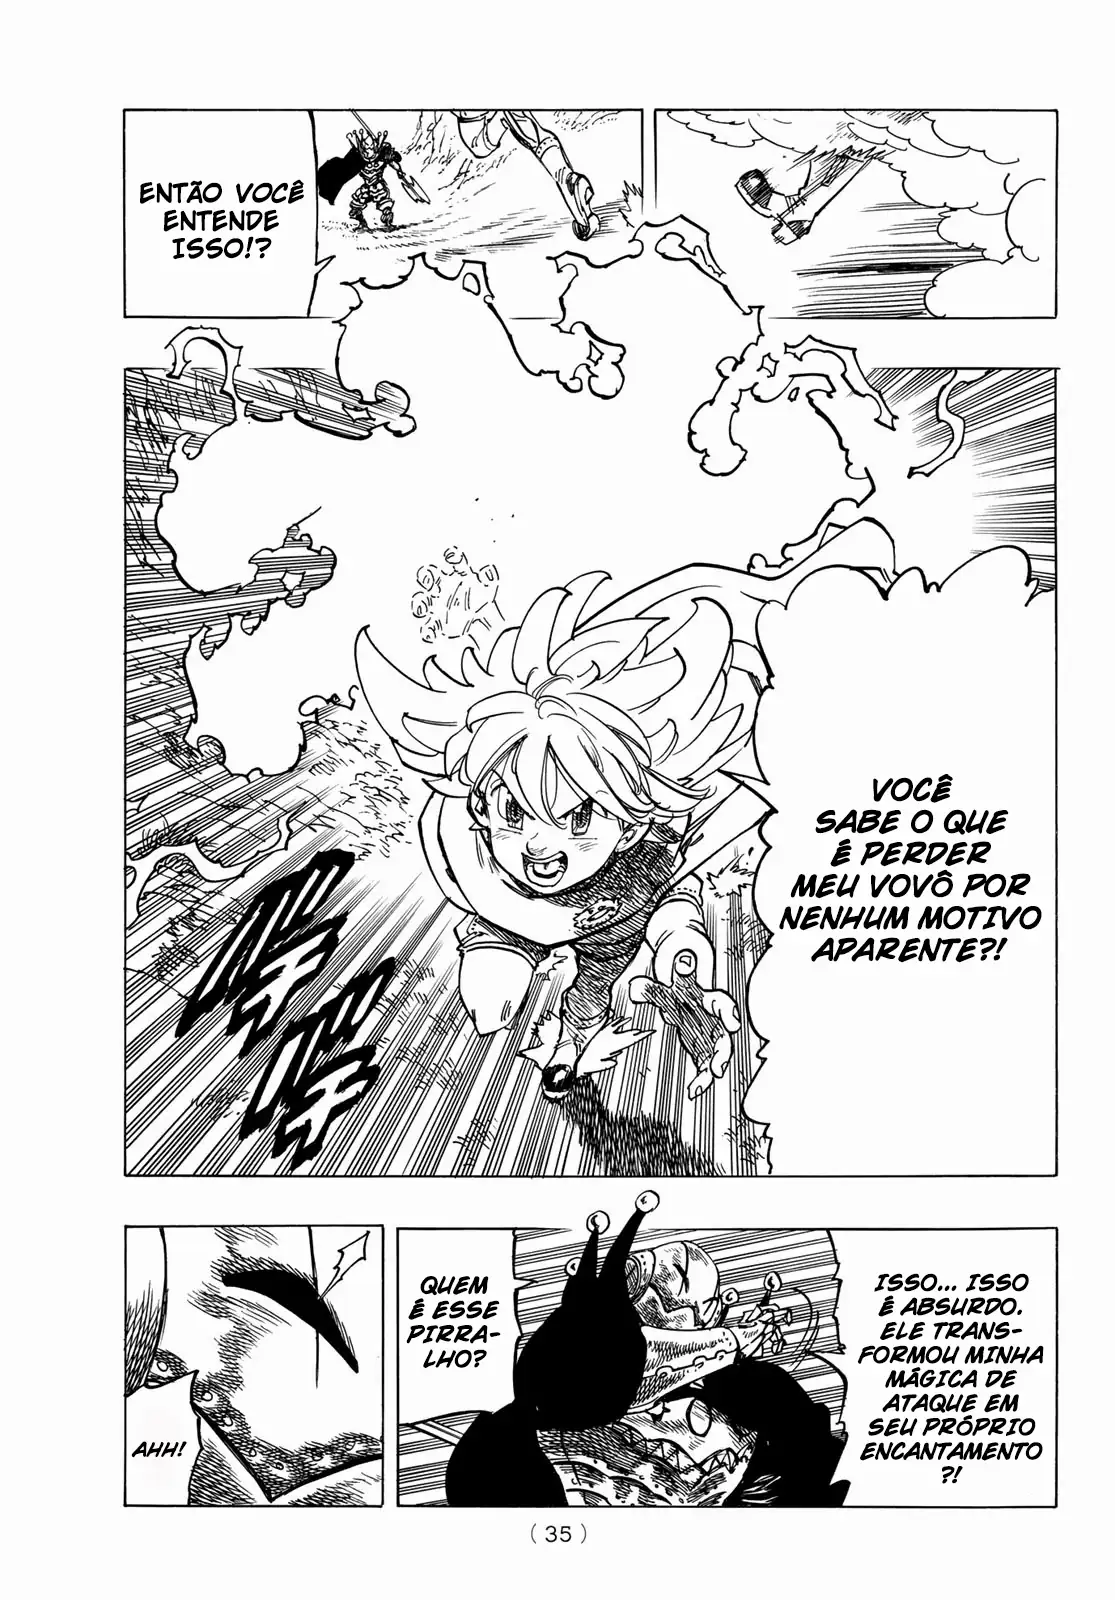 ENTÃO VOCÊ
ENTENDE
ISSO!?
VOCÊ
SABE O QUE
É PERDER
MEU VOVÔ POR
NENHUM MOTIVO
APARENTE?!
ISSO... ISSO
É ABSURDO.
ELE TRANS-
FORMOU MINHA
MÁGICA DE
ATAQUE EM
SEU PRÓPRIO
ENCANTAMENTO
?!
QUEM
É ESSE
PIRRA-
LHO?
AHH!
(35)